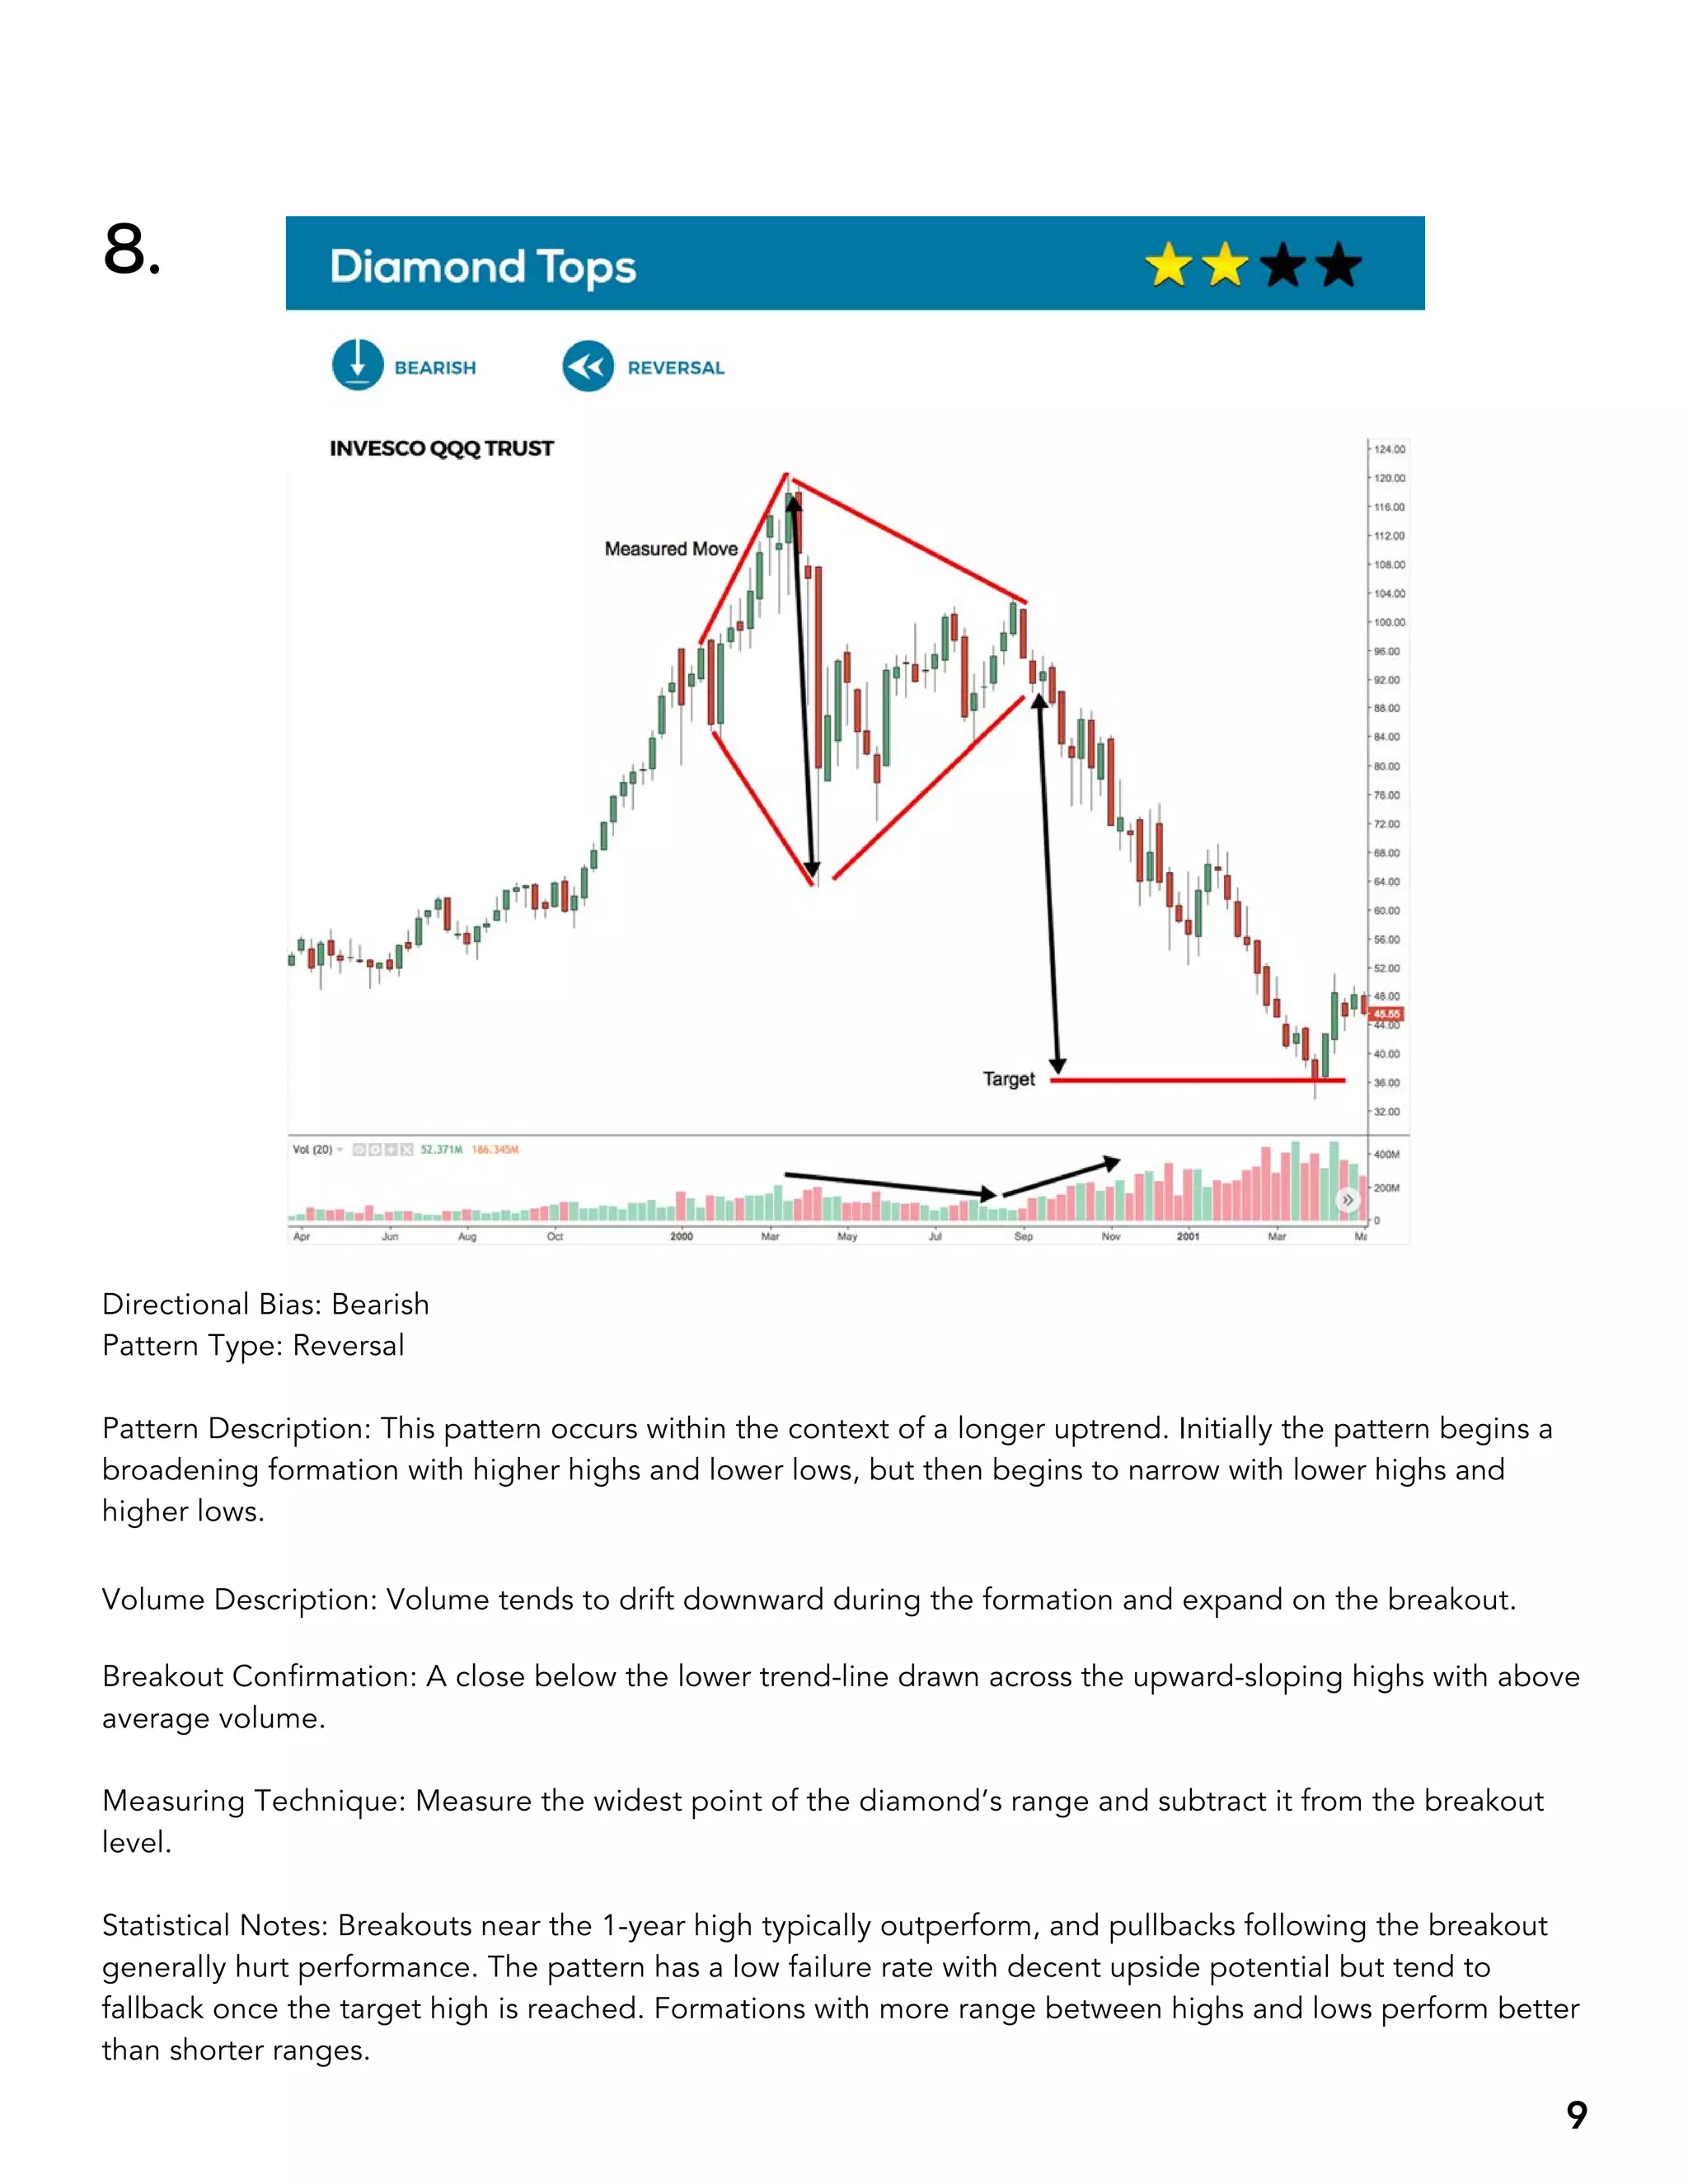 8.
Diamond Tops
BEARISH
REVERSAL
INVESCO QQQ TRUST
124.00
120.00
116.00
112.00
108.00
104.00
100.00
96.00
92.00
88.00
84.00
80.00
76.00
72.00
68.00
64.00
60.00
56.00
52.00
48.00
45.55
44.00
40.00
36.00
32.00
Measured Move
Target
Vol (20) 52.371M 186.345M
400M
200M
0
Apr Jun Aug Oct 2000 Mar May Jul Sep Nov 2001 Mar Ma
Directional Bias: Bearish
Pattern Type: Reversal
Pattern Description: This pattern occurs within the context of a longer uptrend. Initially the pattern begins a
broadening formation with higher highs and lower lows, but then begins to narrow with lower highs and
higher lows.
Volume Description: Volume tends to drift downward during the formation and expand on the breakout.
Breakout Confirmation: A close below the lower trend-line drawn across the upward-sloping highs with above
average volume.
Measuring Technique: Measure the widest point of the diamond’s range and subtract it from the breakout
level.
Statistical Notes: Breakouts near the 1-year high typically outperform, and pullbacks following the breakout
generally hurt performance. The pattern has a low failure rate with decent upside potential but tend to
fallback once the target high is reached. Formations with more range between highs and lows perform better
than shorter ranges.
9